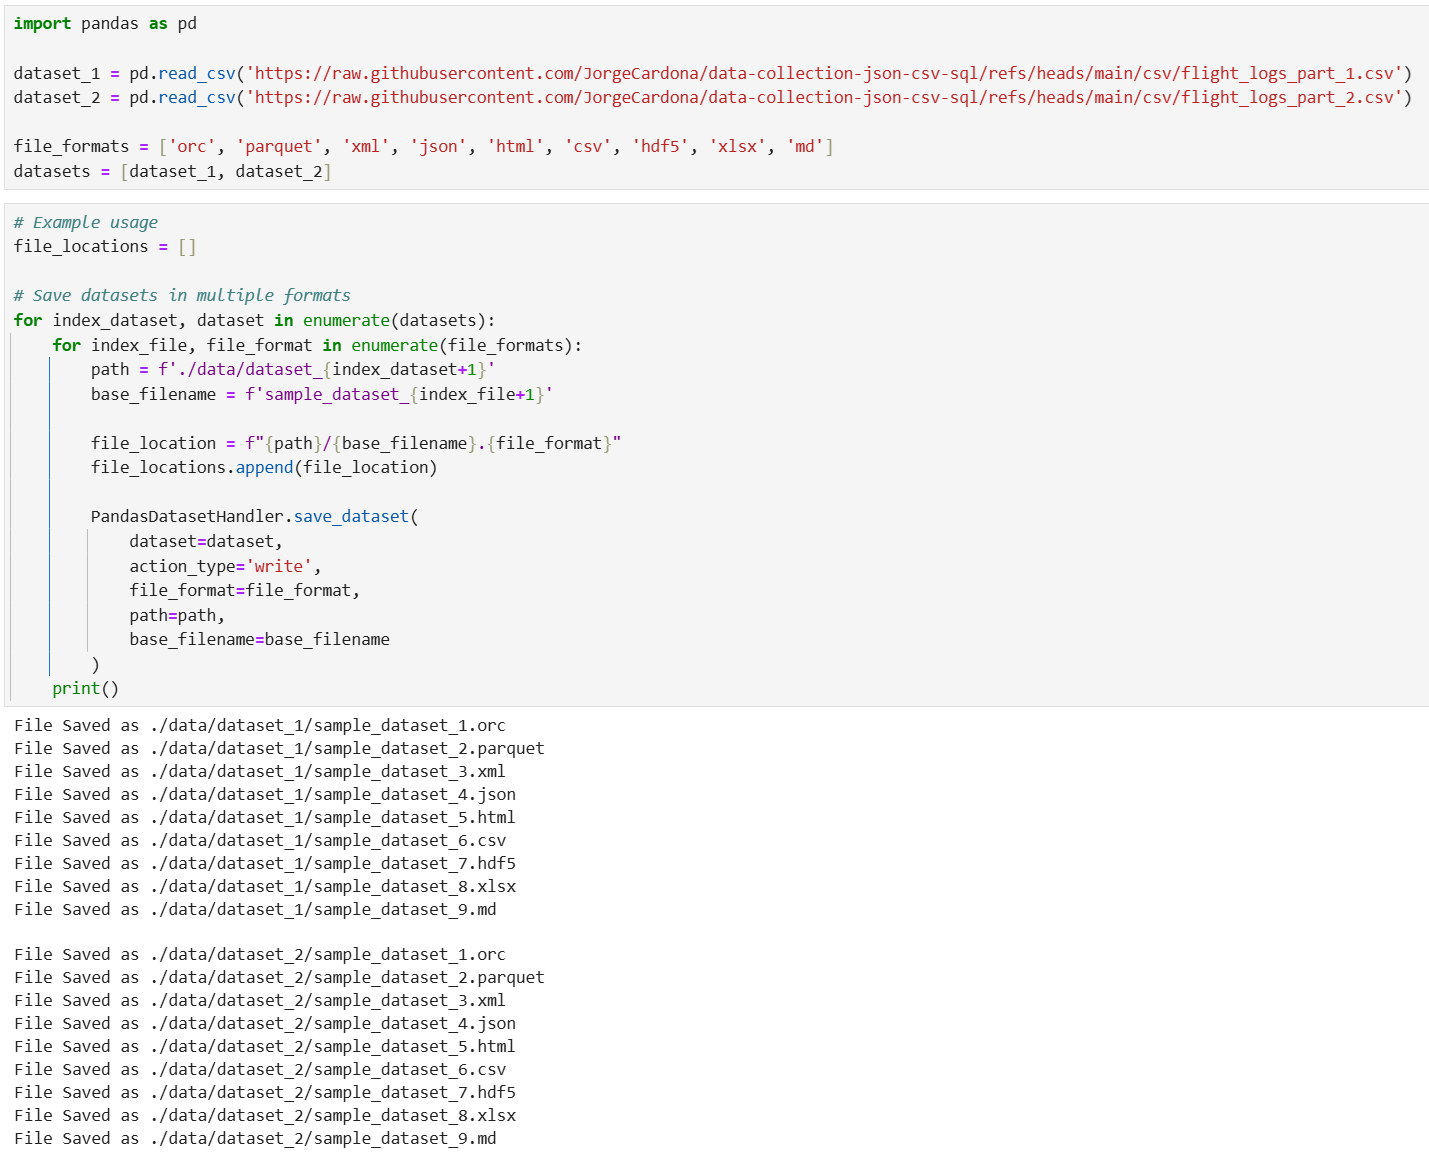 import pandas as pd

dataset_1 = pd.read_csv('https://raw.githubusercontent.com/JorgeCardona/data-collection-json-csv-sql/refs/heads/main/csv/flight_logs_part_1.csv')
dataset_2 = pd.read_csv('https://raw.githubusercontent.com/JorgeCardona/data-collection-json-csv-sql/refs/heads/main/csv/flight_logs_part_2.csv')

file_formats = ['orc', 'parquet', 'xml', 'json', 'html', 'csv', 'hdf5', 'xlsx', 'md']
datasets = [dataset_1, dataset_2]

# Example usage
file_locations = []

# Save datasets in multiple formats
for index_dataset, dataset in enumerate(datasets):
    for index_file, file_format in enumerate(file_formats):
        path = f'./data/dataset_{index_dataset+1}'
        base_filename = f'sample_dataset_{index_file+1}'

        file_location = f"{path}/{base_filename}.{file_format}"
        file_locations.append(file_location)

        PandasDatasetHandler.save_dataset(
            dataset=dataset,
            action_type='write',
            file_format=file_format,
            path=path,
            base_filename=base_filename
        )
    print()
File Saved as ./data/dataset_1/sample_dataset_1.orc
File Saved as ./data/dataset_1/sample_dataset_2.parquet
File Saved as ./data/dataset_1/sample_dataset_3.xml
File Saved as ./data/dataset_1/sample_dataset_4.json
File Saved as ./data/dataset_1/sample_dataset_5.html
File Saved as ./data/dataset_1/sample_dataset_6.csv
File Saved as ./data/dataset_1/sample_dataset_7.hdf5
File Saved as ./data/dataset_1/sample_dataset_8.xlsx
File Saved as ./data/dataset_1/sample_dataset_9.md

File Saved as ./data/dataset_2/sample_dataset_1.orc
File Saved as ./data/dataset_2/sample_dataset_2.parquet
File Saved as ./data/dataset_2/sample_dataset_3.xml
File Saved as ./data/dataset_2/sample_dataset_4.json
File Saved as ./data/dataset_2/sample_dataset_5.html
File Saved as ./data/dataset_2/sample_dataset_6.csv
File Saved as ./data/dataset_2/sample_dataset_7.hdf5
File Saved as ./data/dataset_2/sample_dataset_8.xlsx
File Saved as ./data/dataset_2/sample_dataset_9.md